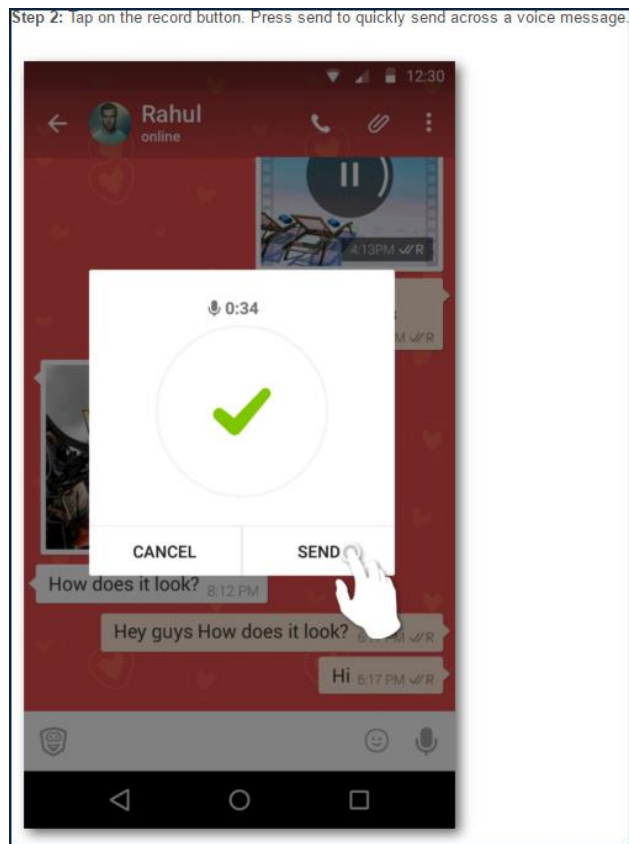 Step 2: Tap on the record button. Press send to quickly send across a voice message.
12:30
Rahul
online
4:13PM R
M R
0:34
CANCEL SEND
How does it look? 8:12 PM
Hey guys How does it look? PM R
Hi 6:17 PM R